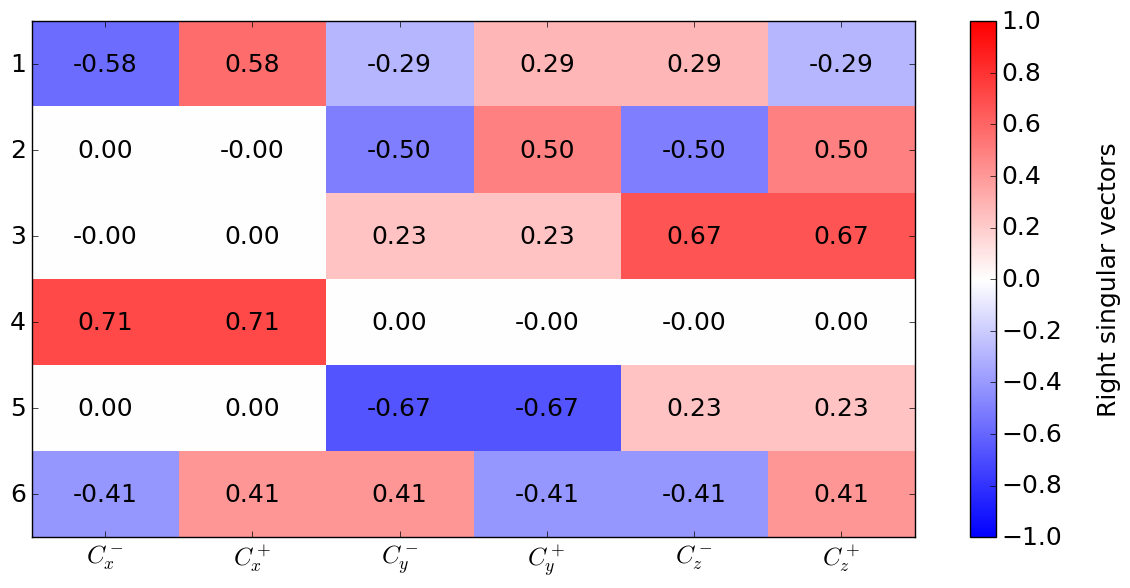 1 -0.58 0.58 -0.29 0.29 0.29 -0.29
2 0.00 -0.00 -0.50 0.50 -0.50 0.50
3 -0.00 0.00 0.23 0.23 0.67 0.67
4 0.71 0.71 0.00 -0.00 -0.00 0.00
5 0.00 0.00 -0.67 -0.67 0.23 0.23
6 -0.41 0.41 0.41 -0.41 -0.41 0.41
$C_x^-$ $C_x^+$ $C_y^-$ $C_y^+$ $C_z^-$ $C_z^+$
1.0
0.8
0.6
0.4
0.2
0.0
−0.2
−0.4
−0.6
−0.8
−1.0
Right singular vectors